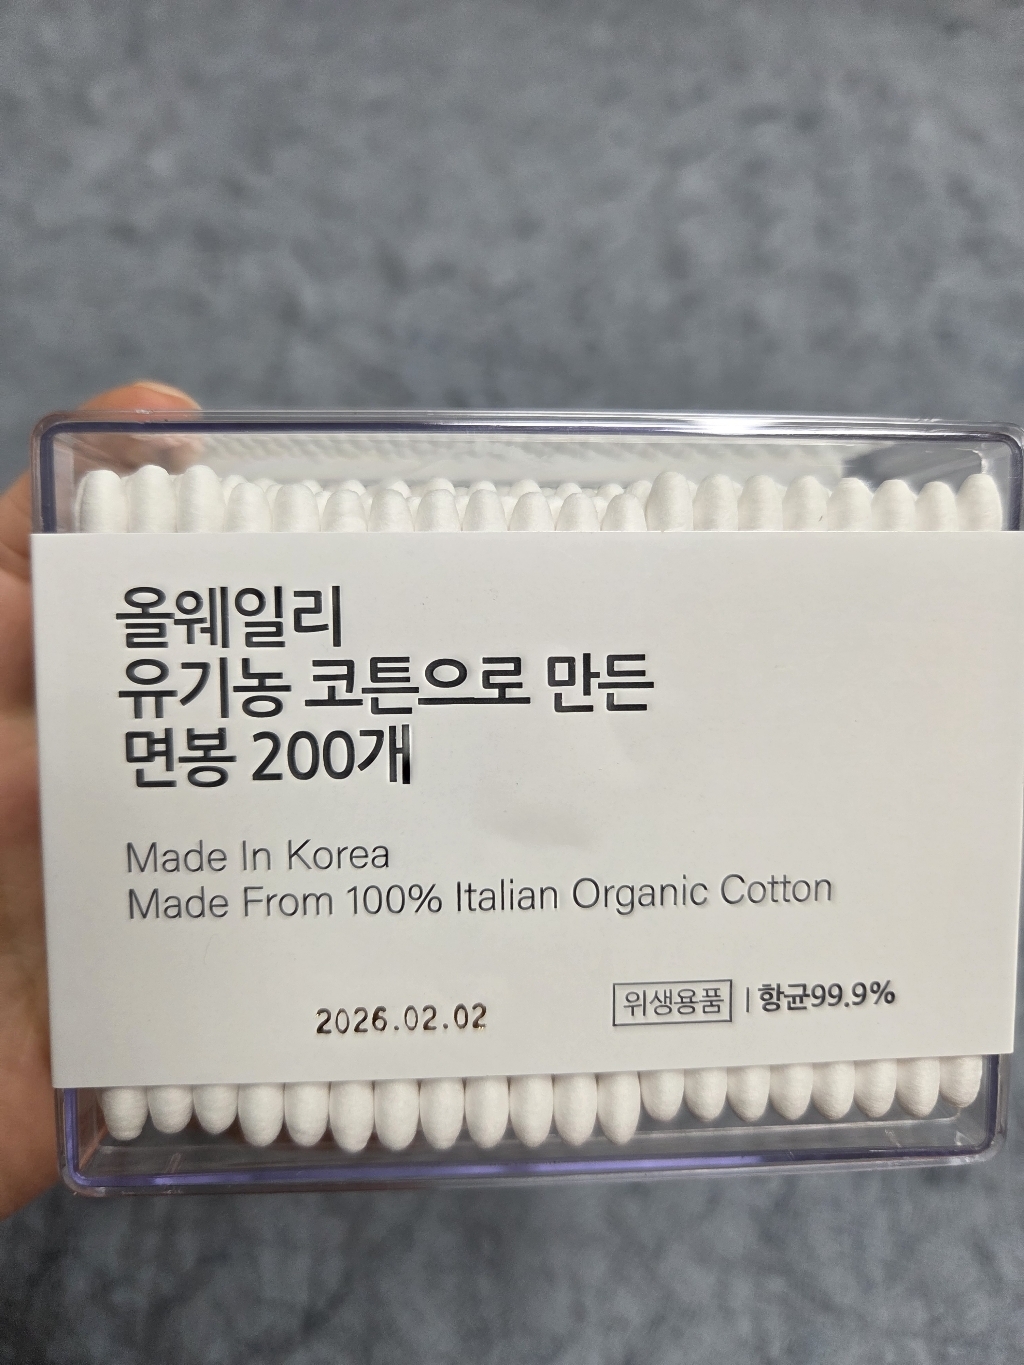 올웨일리
유기농 코튼으로 만든
면봉 200개
Made In Korea
Made From 100% Italian Organic Cotton
2026.02.02
위생용품 | 항균99.9%